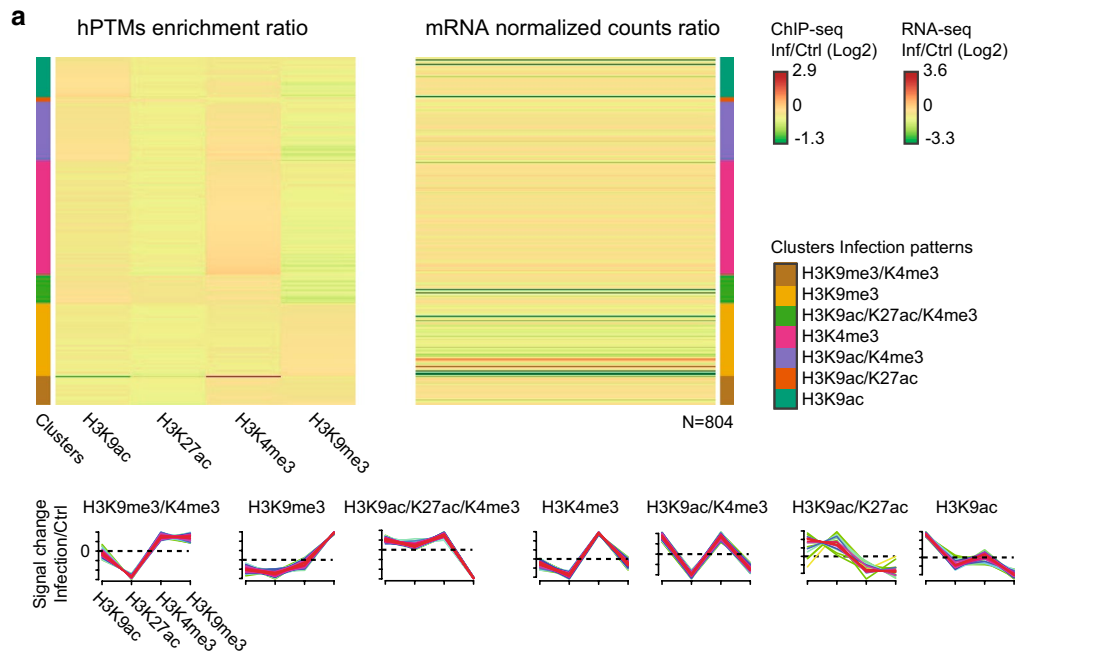 a
hPTMs enrichment ratio
mRNA normalized counts ratio
ChIP-seq
Inf/Ctrl (Log2)
2.9
0
-1.3
RNA-seq
Inf/Ctrl (Log2)
3.6
0
-3.3
Clusters Infection patterns
H3K9me3/K4me3
H3K9me3
H3K9ac/K27ac/K4me3
H3K4me3
H3K9ac/K4me3
H3K9ac/K27ac
H3K9ac
N=804
Clusters
H3K9ac
H3K27ac
H3K4me3
H3K9me3
Signal change
Infection/Ctrl
0
H3K9me3/K4me3
H3K9me3
H3K9ac/K27ac/K4me3
H3K4me3
H3K9ac/K4me3
H3K9ac/K27ac
H3K9ac
H3K9ac
H3K27ac
H3K4me3
H3K9me3